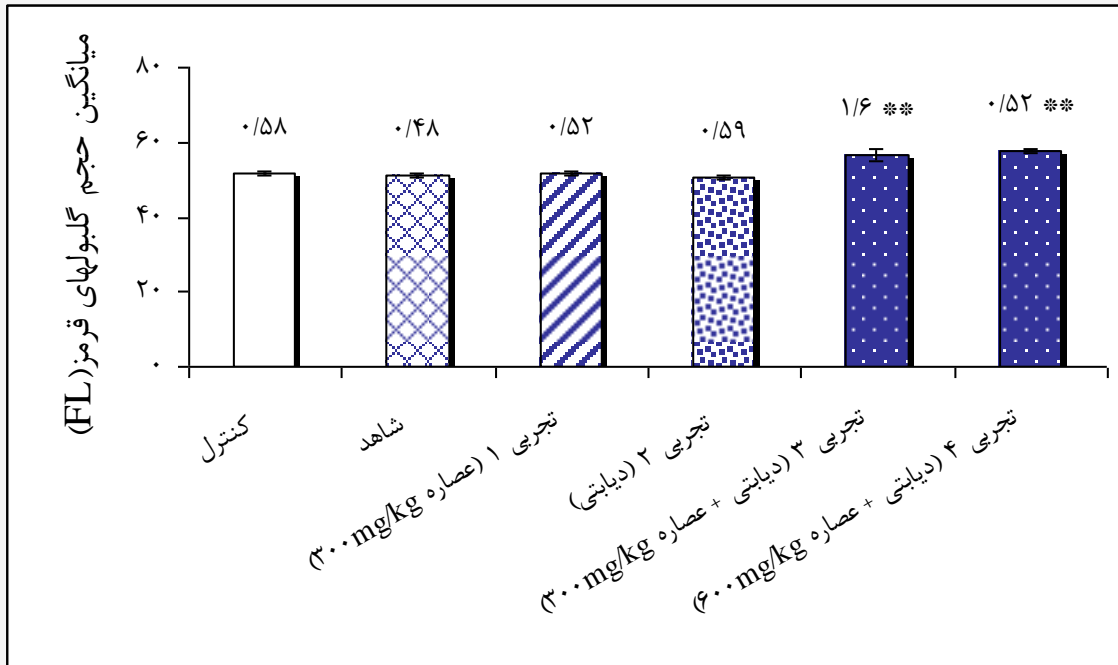 میانگین حجم گلبولهای قرمز(FL)
۸۰
۶۰
۴۰
۲۰
۰
۰/۵۸
۰/۴۸
۰/۵۲
۰/۵۹
۱/۶ **
۰/۵۲ **
کنترل
شاهد
تجربی ۱ (عصاره ۳۰۰mg/kg)
تجربی ۲ (دیابتی)
تجربی ۳ (دیابتی + عصاره ۳۰۰mg/kg)
تجربی ۴ (دیابتی + عصاره ۶۰۰mg/kg)